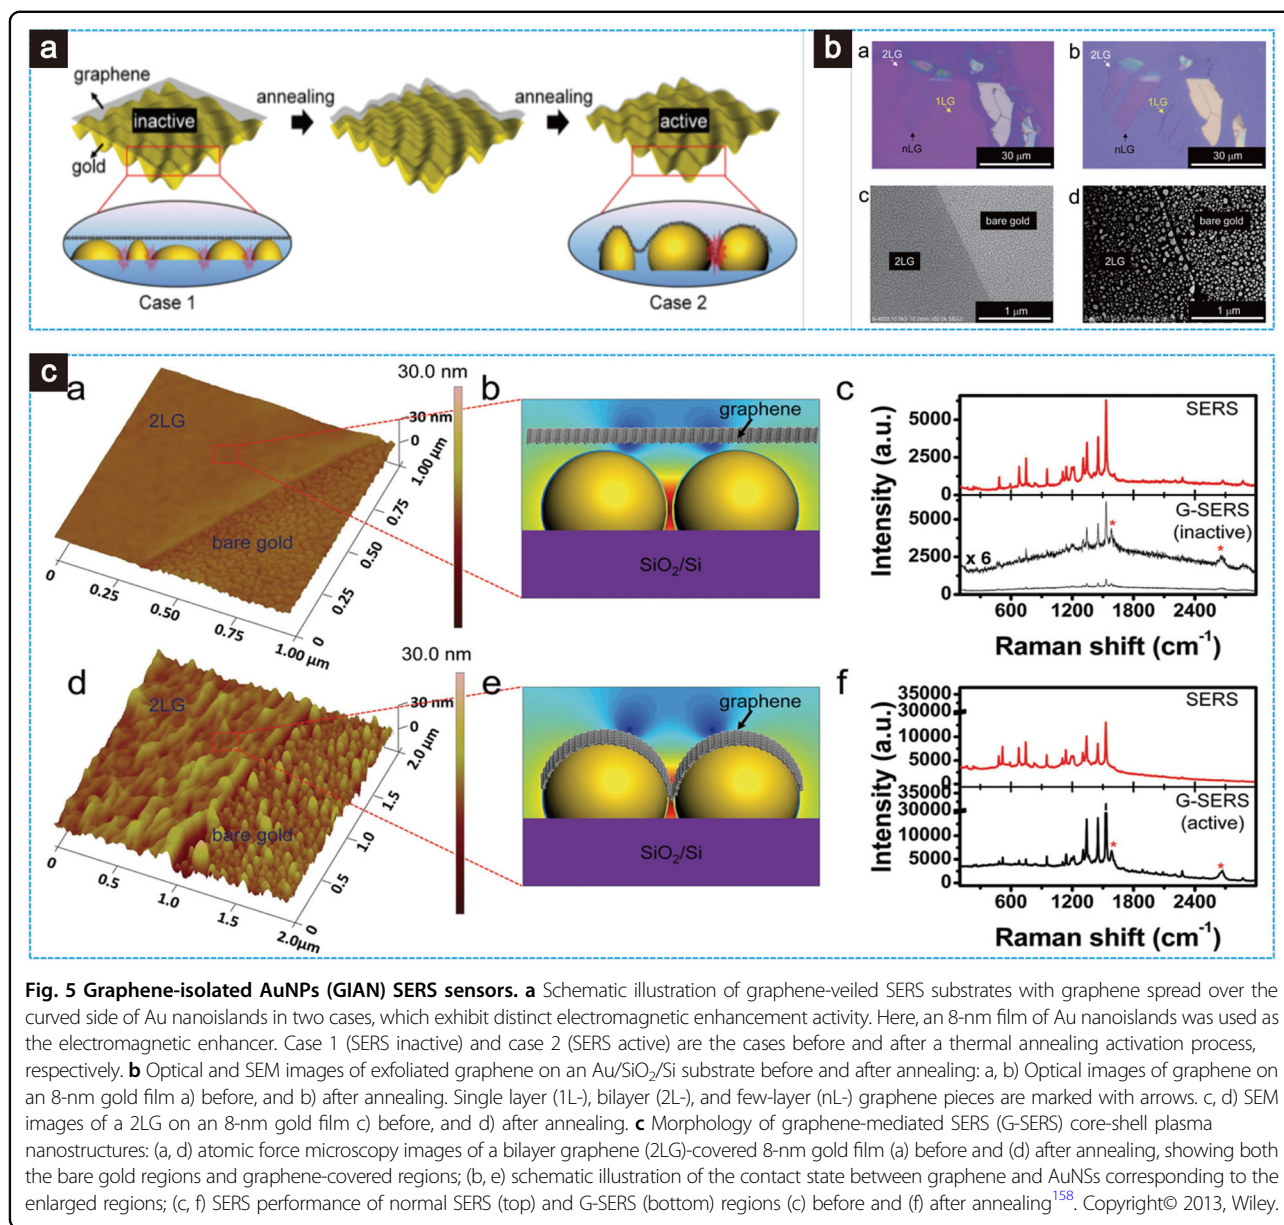 a
graphene
annealing
annealing
inactive
active
gold
Case 1
Case 2
b
a
2LG
1LG
nLG
30 μm
b
2LG
1LG
nLG
30 μm
c
bare gold
2LG
1 μm
d
bare gold
2LG
1 μm
c
a
30.0 nm
2LG
30 nm
0
1.00 μm
0.75
bare gold
0.50
0
0.25
0.25
0.50
0.75
0
1.00 μm
b
graphene
SiO2/Si
c
SERS
5000
2500
0
G-SERS
(inactive)
5000
*
*
2500
x 6
0
Intensity (a.u.)
600 1200 1800 2400
Raman shift (cm-1)
d
30.0 nm
2LG
30 nm
0
2.0 μm
1.5
bare gold
1.0
0
0.5
0.5
1.0
1.5
0
2.0μm
e
graphene
SiO2/Si
f
35000
SERS
30000
10000
5000
0
35000
G-SERS
30000
(active)
10000
*
*
5000
0
Intensity (a.u.)
600 1200 1800 2400
Raman shift (cm-1)
Fig. 5 Graphene-isolated AuNPs (GIAN) SERS sensors. a Schematic illustration of graphene-veiled SERS substrates with graphene spread over the
curved side of Au nanoislands in two cases, which exhibit distinct electromagnetic enhancement activity. Here, an 8-nm film of Au nanoislands was used as
the electromagnetic enhancer. Case 1 (SERS inactive) and case 2 (SERS active) are the cases before and after a thermal annealing activation process,
respectively. b Optical and SEM images of exfoliated graphene on an Au/SiO2/Si substrate before and after annealing: a, b) Optical images of graphene on
an 8-nm gold film a) before, and b) after annealing. Single layer (1L-), bilayer (2L-), and few-layer (nL-) graphene pieces are marked with arrows. c, d) SEM
images of a 2LG on an 8-nm gold film c) before, and d) after annealing. c Morphology of graphene-mediated SERS (G-SERS) core-shell plasma
nanostructures: (a, d) atomic force microscopy images of a bilayer graphene (2LG)-covered 8-nm gold film (a) before and (d) after annealing, showing both
the bare gold regions and graphene-covered regions; (b, e) schematic illustration of the contact state between graphene and AuNSs corresponding to the
enlarged regions; (c, f) SERS performance of normal SERS (top) and G-SERS (bottom) regions (c) before and (f) after annealing158. Copyright© 2013, Wiley.